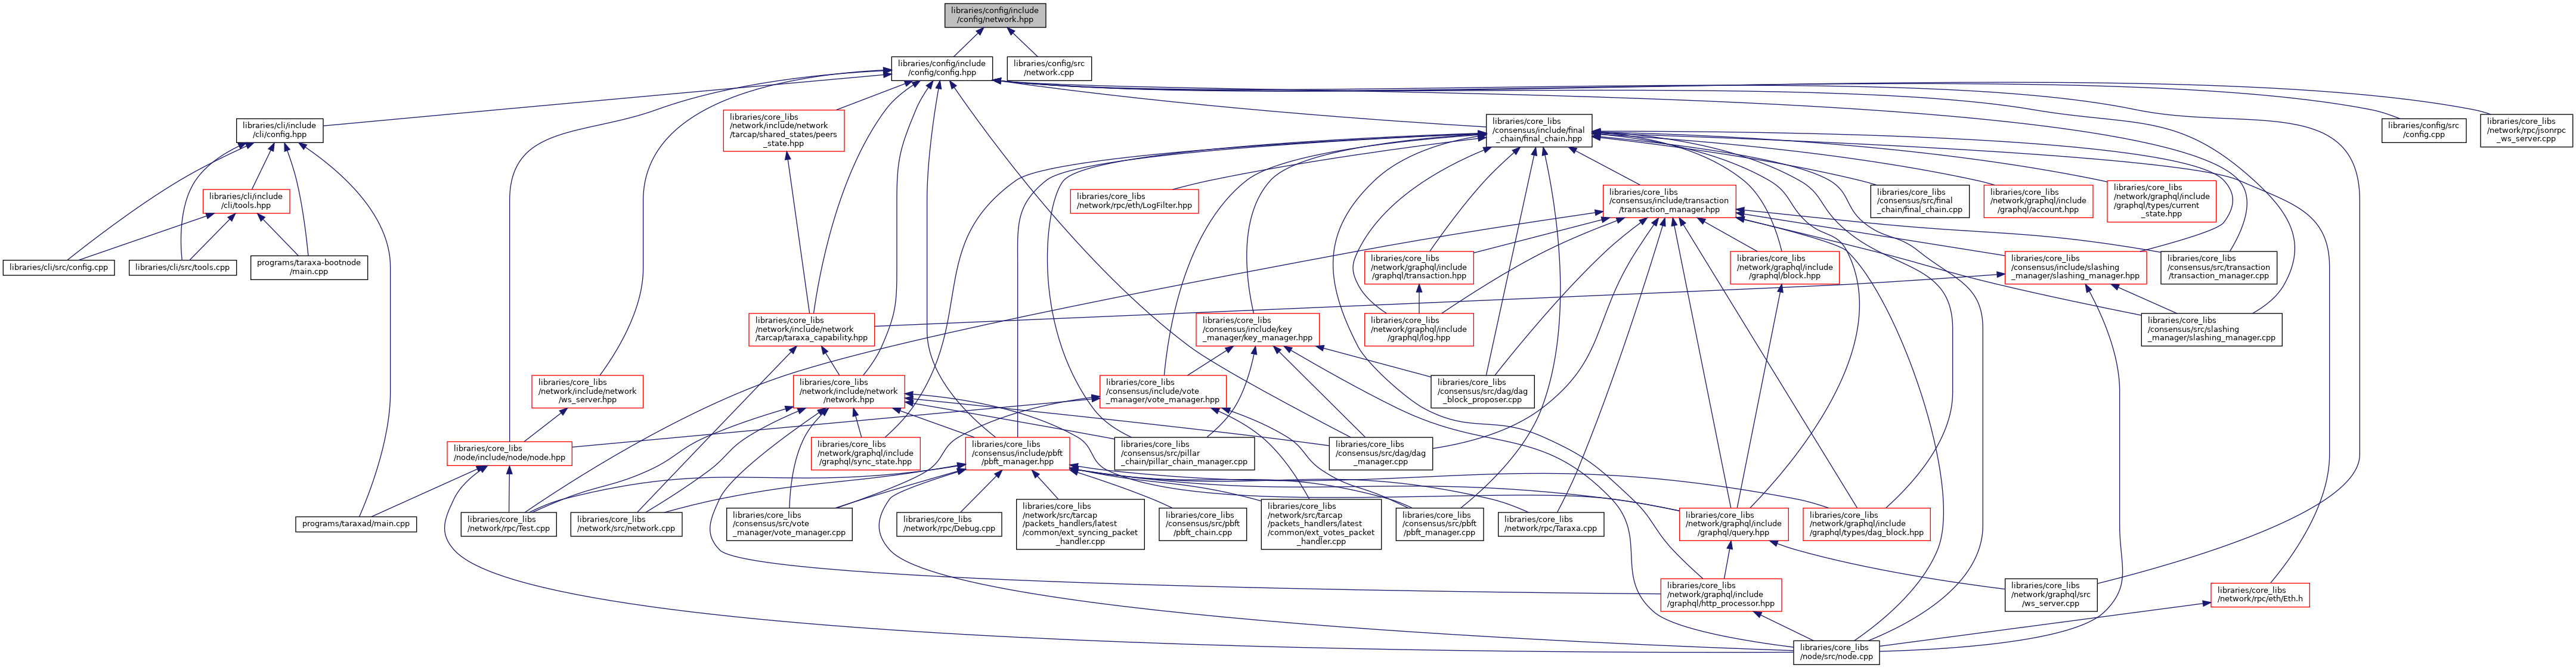 libraries/config/include
/config/network.hpp
libraries/config/include
/config/config.hpp
libraries/config/src
/network.cpp
libraries/cli/include
/cli/config.hpp
libraries/core_libs
/network/include/network
/tarcap/shared_states/peers
_state.hpp
libraries/core_libs
/consensus/include/final
_chain/final_chain.hpp
libraries/config/src
/config.cpp
libraries/core_libs
/network/rpc/jsonrpc
_ws_server.cpp
libraries/cli/include
/cli/tools.hpp
libraries/core_libs
/network/rpc/eth/LogFilter.hpp
libraries/core_libs
/consensus/include/transaction
/transaction_manager.hpp
libraries/core_libs
/consensus/src/final
_chain/final_chain.cpp
libraries/core_libs
/network/graphql/include
/graphql/account.hpp
libraries/core_libs
/network/graphql/include
/graphql/types/current
_state.hpp
libraries/cli/src/config.cpp
libraries/cli/src/tools.cpp
programs/taraxa-bootnode
/main.cpp
libraries/core_libs
/network/graphql/include
/graphql/transaction.hpp
libraries/core_libs
/network/graphql/include
/graphql/block.hpp
libraries/core_libs
/consensus/include/slashing
_manager/slashing_manager.hpp
libraries/core_libs
/consensus/src/transaction
/transaction_manager.cpp
libraries/core_libs
/network/include/network
/tarcap/taraxa_capability.hpp
libraries/core_libs
/consensus/include/key
_manager/key_manager.hpp
libraries/core_libs
/network/graphql/include
/graphql/log.hpp
libraries/core_libs
/consensus/src/slashing
_manager/slashing_manager.cpp
libraries/core_libs
/network/include/network
/ws_server.hpp
libraries/core_libs
/network/include/network
/network.hpp
libraries/core_libs
/consensus/include/vote
_manager/vote_manager.hpp
libraries/core_libs
/consensus/src/dag/dag
_block_proposer.cpp
libraries/core_libs
/node/include/node/node.hpp
libraries/core_libs
/network/graphql/include
/graphql/sync_state.hpp
libraries/core_libs
/consensus/include/pbft
/pbft_manager.hpp
libraries/core_libs
/consensus/src/pillar
_chain/pillar_chain_manager.cpp
libraries/core_libs
/consensus/src/dag/dag
_manager.cpp
programs/taraxad/main.cpp
libraries/core_libs
/network/rpc/Test.cpp
libraries/core_libs
/network/src/network.cpp
libraries/core_libs
/consensus/src/vote
_manager/vote_manager.cpp
libraries/core_libs
/network/rpc/Debug.cpp
libraries/core_libs
/network/src/tarcap
/packets_handlers/latest
/common/ext_syncing_packet
_handler.cpp
libraries/core_libs
/consensus/src/pbft
/pbft_chain.cpp
libraries/core_libs
/network/src/tarcap
/packets_handlers/latest
/common/ext_votes_packet
_handler.cpp
libraries/core_libs
/consensus/src/pbft
/pbft_manager.cpp
libraries/core_libs
/network/rpc/Taraxa.cpp
libraries/core_libs
/network/graphql/include
/graphql/query.hpp
libraries/core_libs
/network/graphql/include
/graphql/types/dag_block.hpp
libraries/core_libs
/network/graphql/include
/graphql/http_processor.hpp
libraries/core_libs
/network/graphql/src
/ws_server.cpp
libraries/core_libs
/network/rpc/eth/Eth.h
libraries/core_libs
/node/src/node.cpp